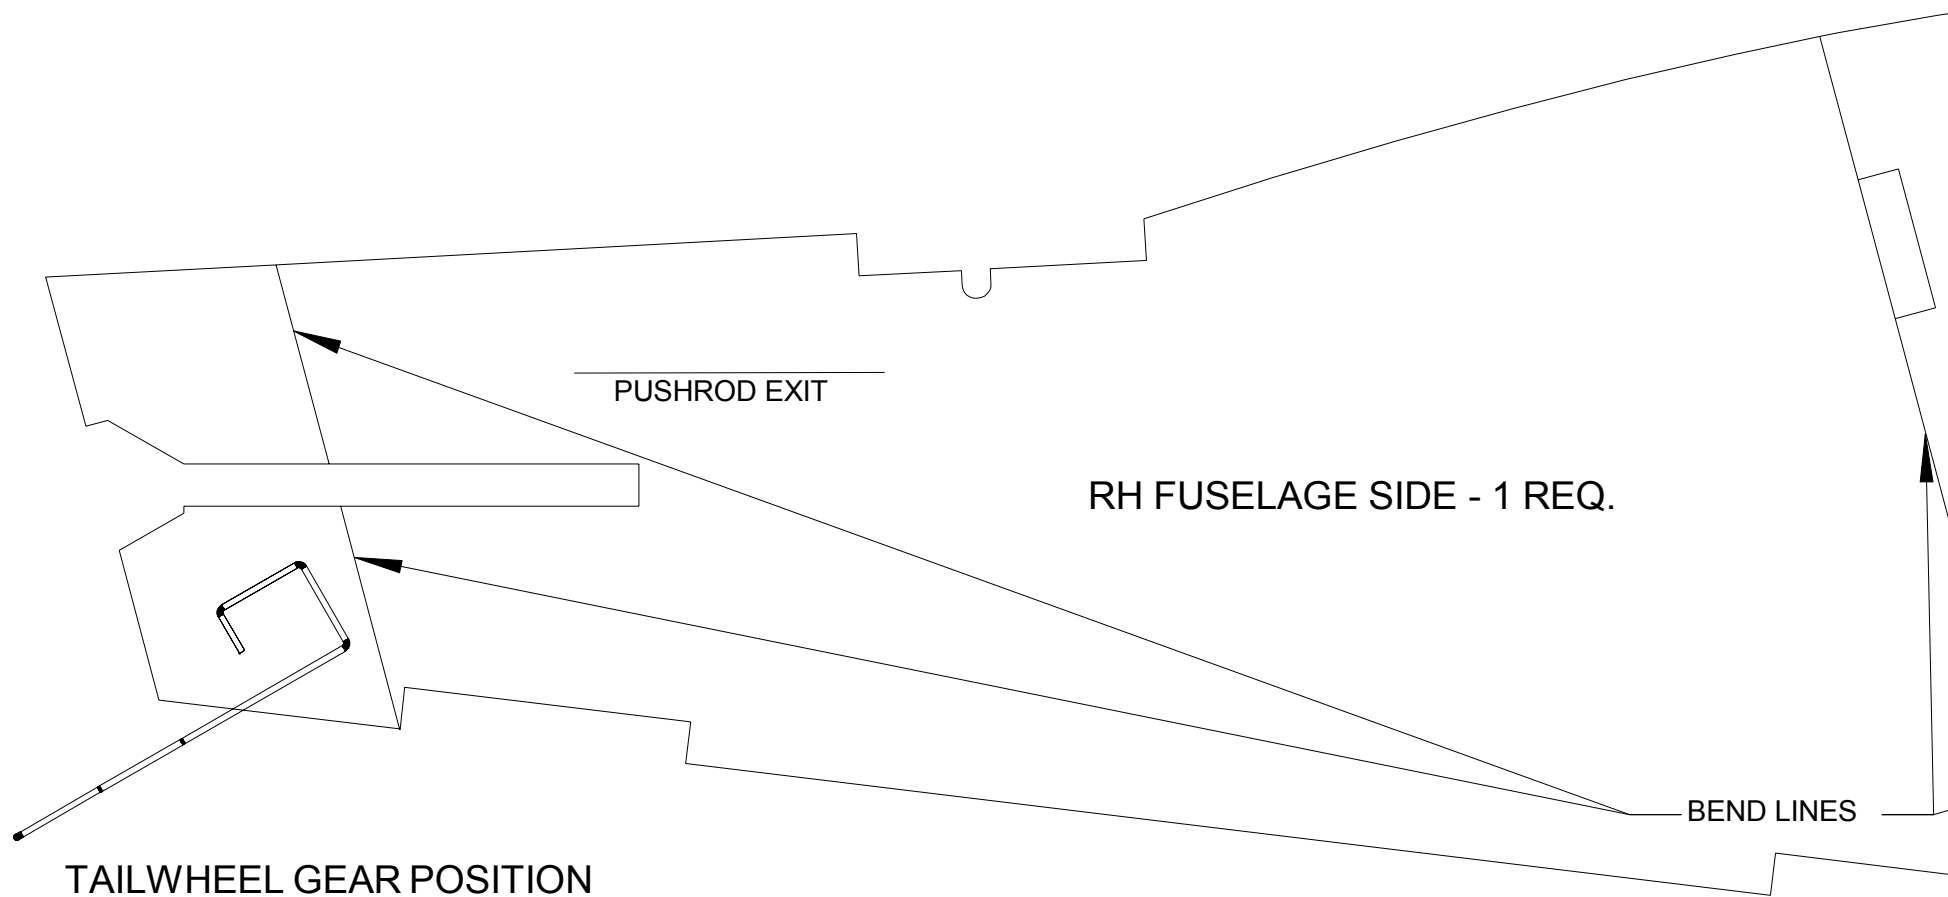 PUSHROD EXIT
RH FUSELAGE SIDE - 1 REQ.
BEND LINES
TAILWHEEL GEAR POSITION